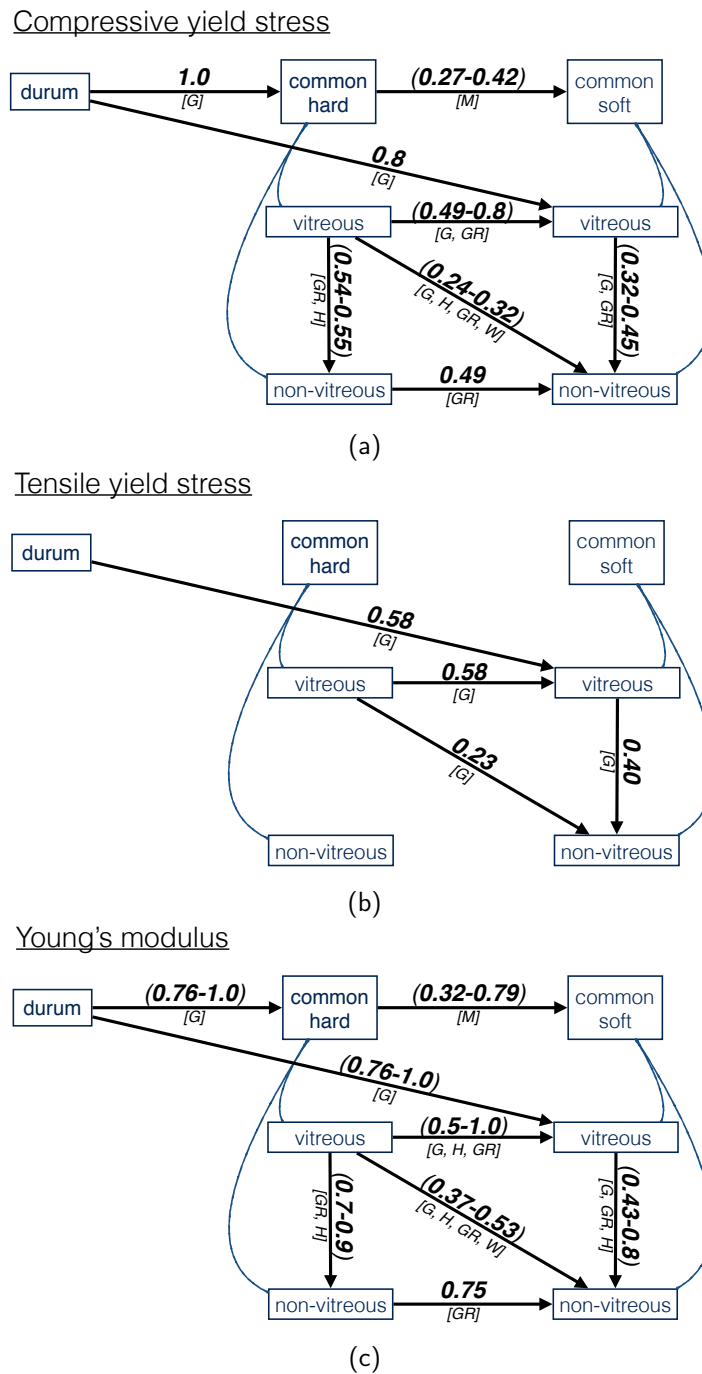 Compressive yield stress
durum
1.0
[G]
common
hard
(0.27-0.42)
[M]
common
soft
0.8
[G]
vitreous
(0.49-0.8)
[G, GR]
vitreous
(0.54-0.55)
[GR, H]
(0.24-0.32)
[G, H, GR, W]
(0.32-0.45)
[G, GR]
non-vitreous
0.49
[GR]
non-vitreous
(a)
Tensile yield stress
durum
common
hard
common
soft
0.58
[G]
vitreous
0.58
[G]
vitreous
0.23
[G]
0.40
[G]
non-vitreous
non-vitreous
(b)
Young's modulus
durum
(0.76-1.0)
[G]
common
hard
(0.32-0.79)
[M]
common
soft
(0.76-1.0)
[G]
vitreous
(0.5-1.0)
[G, H, GR]
vitreous
(0.7-0.9)
[GR, H]
(0.37-0.53)
[G, H, GR, W]
(0.43-0.8)
[G, GR, H]
non-vitreous
0.75
[GR]
non-vitreous
(c)